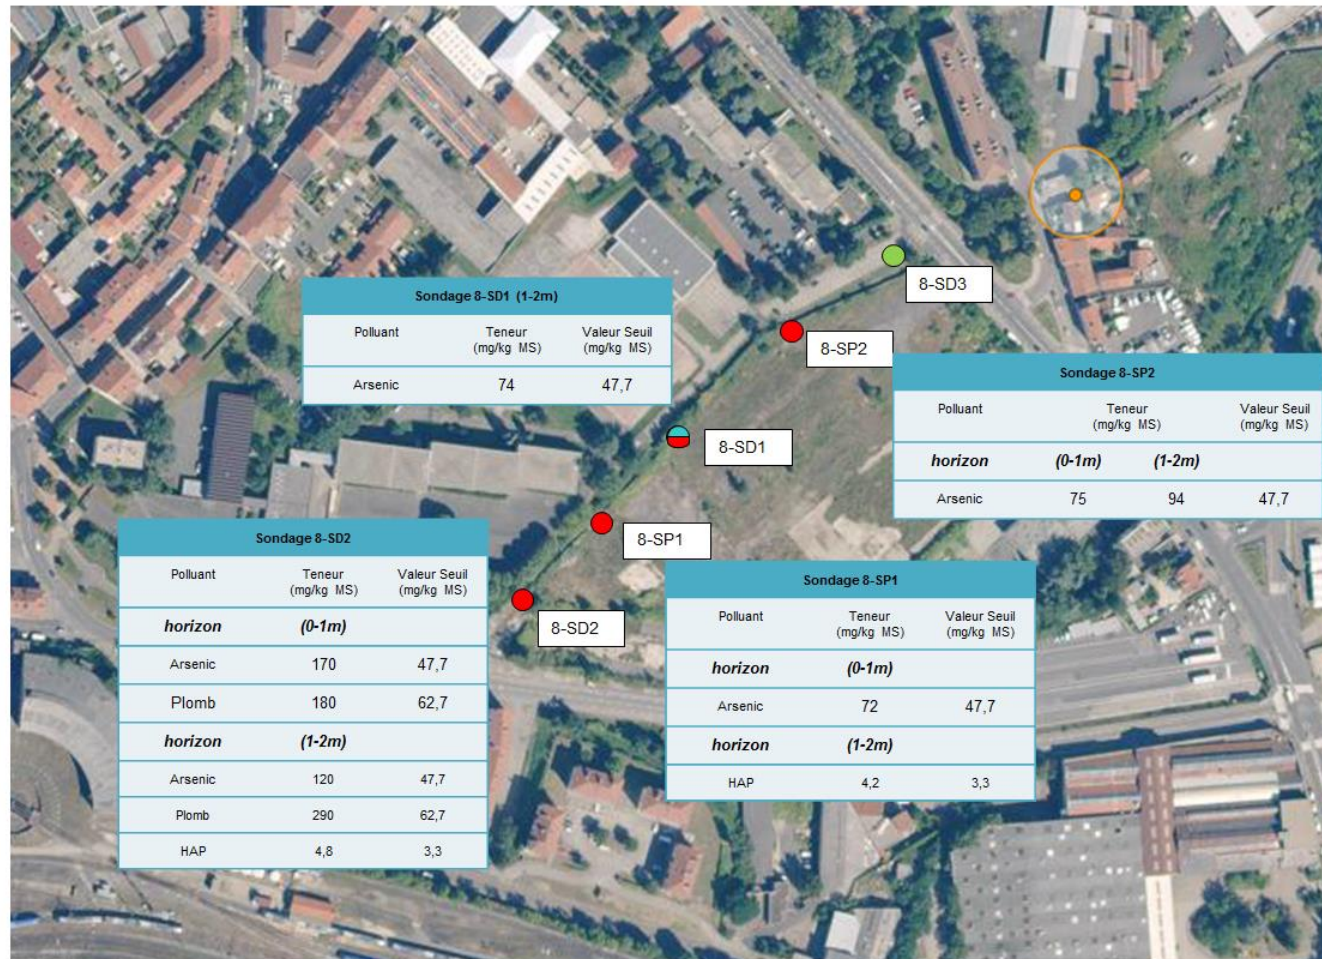 8-SD3
Sondage 8-SD1 (1-2m)
Polluant Teneur (mg/kg MS) Valeur Seuil (mg/kg MS)
Arsenic 74 47,7
8-SP2
Sondage 8-SP2
Polluant Teneur (mg/kg MS) Valeur Seuil (mg/kg MS)
horizon (0-1m) (1-2m)
Arsenic 75 94 47,7
8-SD1
8-SP1
Sondage 8-SD2
Polluant Teneur (mg/kg MS) Valeur Seuil (mg/kg MS)
horizon (0-1m)
Arsenic 170 47,7
Plomb 180 62,7
horizon (1-2m)
Arsenic 120 47,7
Plomb 290 62,7
HAP 4,8 3,3
8-SD2
Sondage 8-SP1
Polluant Teneur (mg/kg MS) Valeur Seuil (mg/kg MS)
horizon (0-1m)
Arsenic 72 47,7
horizon (1-2m)
HAP 4,2 3,3